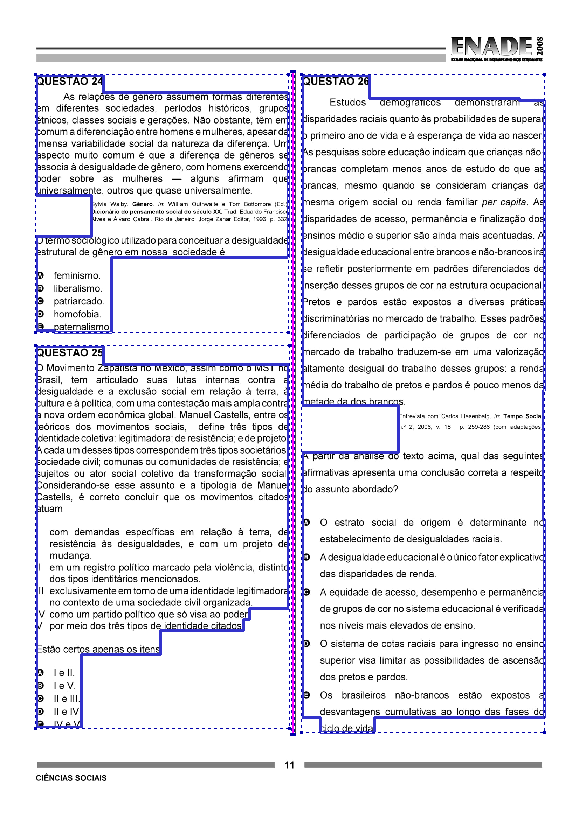 ENADE 2008
EXAME NACIONAL DE DESEMPENHO DOS ESTUDANTES
QUESTÃO 24
As relações de gênero assumem formas diferentes
em diferentes sociedades, períodos históricos, grupos
étnicos, classes sociais e gerações. Não obstante, têm em
comum a diferenciação entre homens e mulheres, apesar da
imensa variabilidade social da natureza da diferença. Um
aspecto muito comum é que a diferença de gêneros se
associa à desigualdade de gênero, com homens exercendo
poder sobre as mulheres — alguns afirmam que
universalmente, outros que quase universalmente.
Sylvia Walby. Gênero. In: William Outhwaite e Tom Bottomore (Ed.).
Dicionário do pensamento social do século XX. Trad. Eduardo Francisco
Alves e Álvaro Cabral. Rio de Janeiro: Jorge Zahar Editor, 1996, p. 332.
O termo sociológico utilizado para conceituar a desigualdade
estrutural de gênero em nossa sociedade é
A feminismo.
B liberalismo.
C patriarcado.
D homofobia.
E paternalismo.
QUESTÃO 25
O Movimento Zapatista no México, assim como o MST no
Brasil, tem articulado suas lutas internas contra a
desigualdade e a exclusão social em relação à terra, à
cultura e à política, com uma contestação mais ampla contra
a nova ordem econômica global. Manuel Castells, entre os
teóricos dos movimentos sociais, define três tipos de
identidade coletiva: legitimadora; de resistência; e de projeto.
A cada um desses tipos correspondem três tipos societários:
sociedade civil; comunas ou comunidades de resistência; e
sujeitos ou ator social coletivo da transformação social.
Considerando-se esse assunto e a tipologia de Manuel
Castells, é correto concluir que os movimentos citados
atuam
com demandas específicas em relação à terra, de
resistência às desigualdades, e com um projeto de
mudança.
II em um registro político marcado pela violência, distinto
dos tipos identitários mencionados.
III exclusivamente em torno de uma identidade legitimadora
no contexto de uma sociedade civil organizada.
IV como um partido político que só visa ao poder.
V por meio dos três tipos de identidade citados.
Estão certos apenas os itens
A I e II.
B I e V.
C II e III.
D II e IV.
E IV e V.
QUESTÃO 26
Estudos demográficos demonstraram as
disparidades raciais quanto às probabilidades de superar
o primeiro ano de vida e à esperança de vida ao nascer.
As pesquisas sobre educação indicam que crianças não-
brancas completam menos anos de estudo do que as
brancas, mesmo quando se consideram crianças da
mesma origem social ou renda familiar per capita. As
disparidades de acesso, permanência e finalização dos
ensinos médio e superior são ainda mais acentuadas. A
desigualdade educacional entre brancos e não-brancos irá
se refletir posteriormente em padrões diferenciados de
inserção desses grupos de cor na estrutura ocupacional.
Pretos e pardos estão expostos a diversas práticas
discriminatórias no mercado de trabalho. Esses padrões
diferenciados de participação de grupos de cor no
mercado de trabalho traduzem-se em uma valorização
altamente desigual do trabalho desses grupos: a renda
média do trabalho de pretos e pardos é pouco menos da
metade da dos brancos.
Entrevista com Carlos Hasenbalg. In: Tempo Social,
n.º 2, 2006, v. 18, p. 259-268 (com adaptações).
A partir da análise do texto acima, qual das seguintes
afirmativas apresenta uma conclusão correta a respeito
do assunto abordado?
A O estrato social de origem é determinante no
estabelecimento de desigualdades raciais.
B A desigualdade educacional é o único fator explicativo
das disparidades de renda.
C A equidade de acesso, desempenho e permanência
de grupos de cor no sistema educacional é verificada
nos níveis mais elevados de ensino.
D O sistema de cotas raciais para ingresso no ensino
superior visa limitar as possibilidades de ascensão
dos pretos e pardos.
E Os brasileiros não-brancos estão expostos a
desvantagens cumulativas ao longo das fases do
ciclo de vida.
11
CIÊNCIAS SOCIAIS